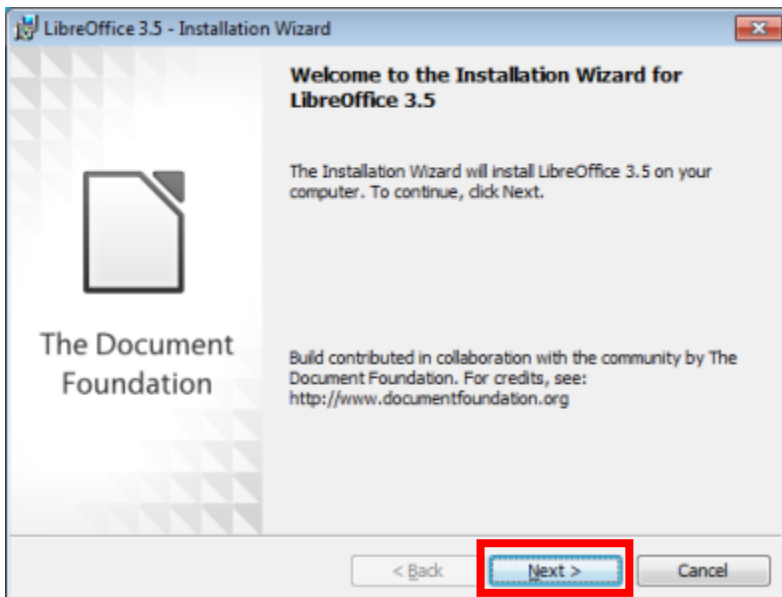 LibreOffice 3.5 - Installation Wizard
Welcome to the Installation Wizard for
LibreOffice 3.5
The Installation Wizard will install LibreOffice 3.5 on your
computer. To continue, click Next.
The Document
Foundation
Build contributed in collaboration with the community by The
Document Foundation. For credits, see:
http://www.documentfoundation.org
< Back Next > Cancel